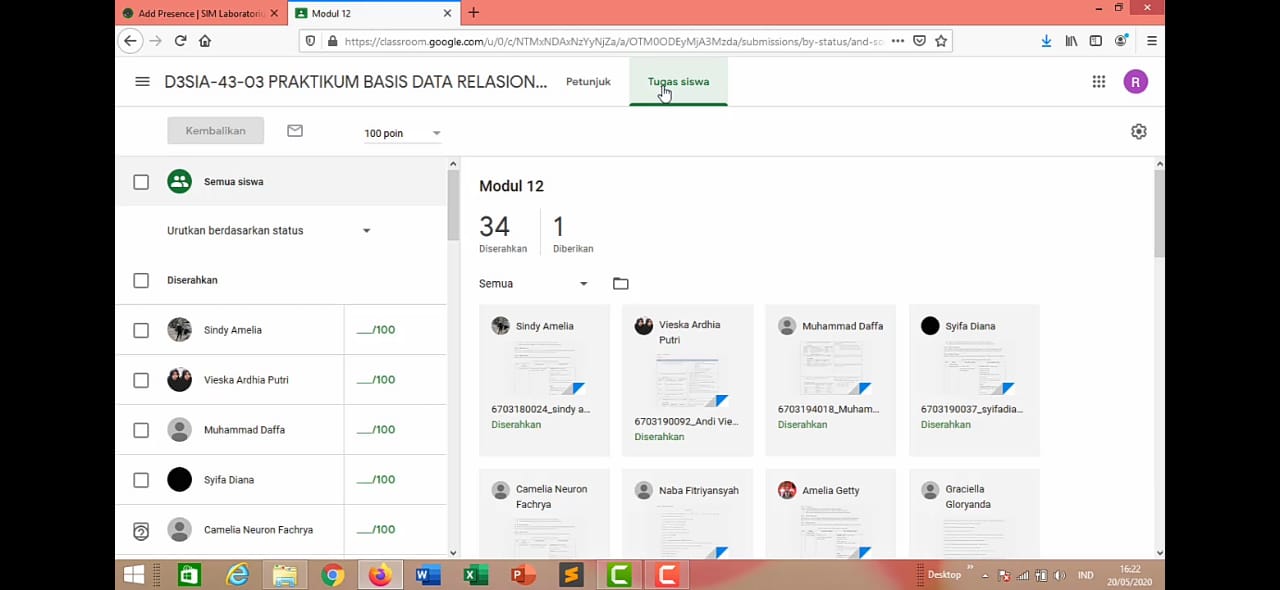 Add Presence | SIM Laboratoriu
Modul 12
https://classroom.google.com/u/0/c/NTMxNDAxNzYyNjZa/a/OTM0ODEyMjA3Mzda/submissions/by-status/and-so
D3SIA-43-03 PRAKTIKUM BASIS DATA RELASION...
Petunjuk
Tugas siswa
R
Kembalikan
100 poin
Semua siswa
Urutkan berdasarkan status
Diserahkan
Sindy Amelia
___/100
Vieska Ardhia Putri
___/100
Muhammad Daffa
___/100
Syifa Diana
___/100
Camelia Neuron Fachrya
___/100
Modul 12
34
1
Diserahkan
Diberikan
Semua
Sindy Amelia
6703180024_sindy a...
Diserahkan
Vieska Ardhia
Putri
6703190092_Andi Vie...
Diserahkan
Muhammad Daffa
6703194018_Muham...
Diserahkan
Syifa Diana
6703190037_syifadia...
Diserahkan
Camelia Neuron
Fachrya
Naba Fitriyansyah
Amelia Getty
Graciella
Gloryanda
Desktop
IND
16:22
20/05/2020